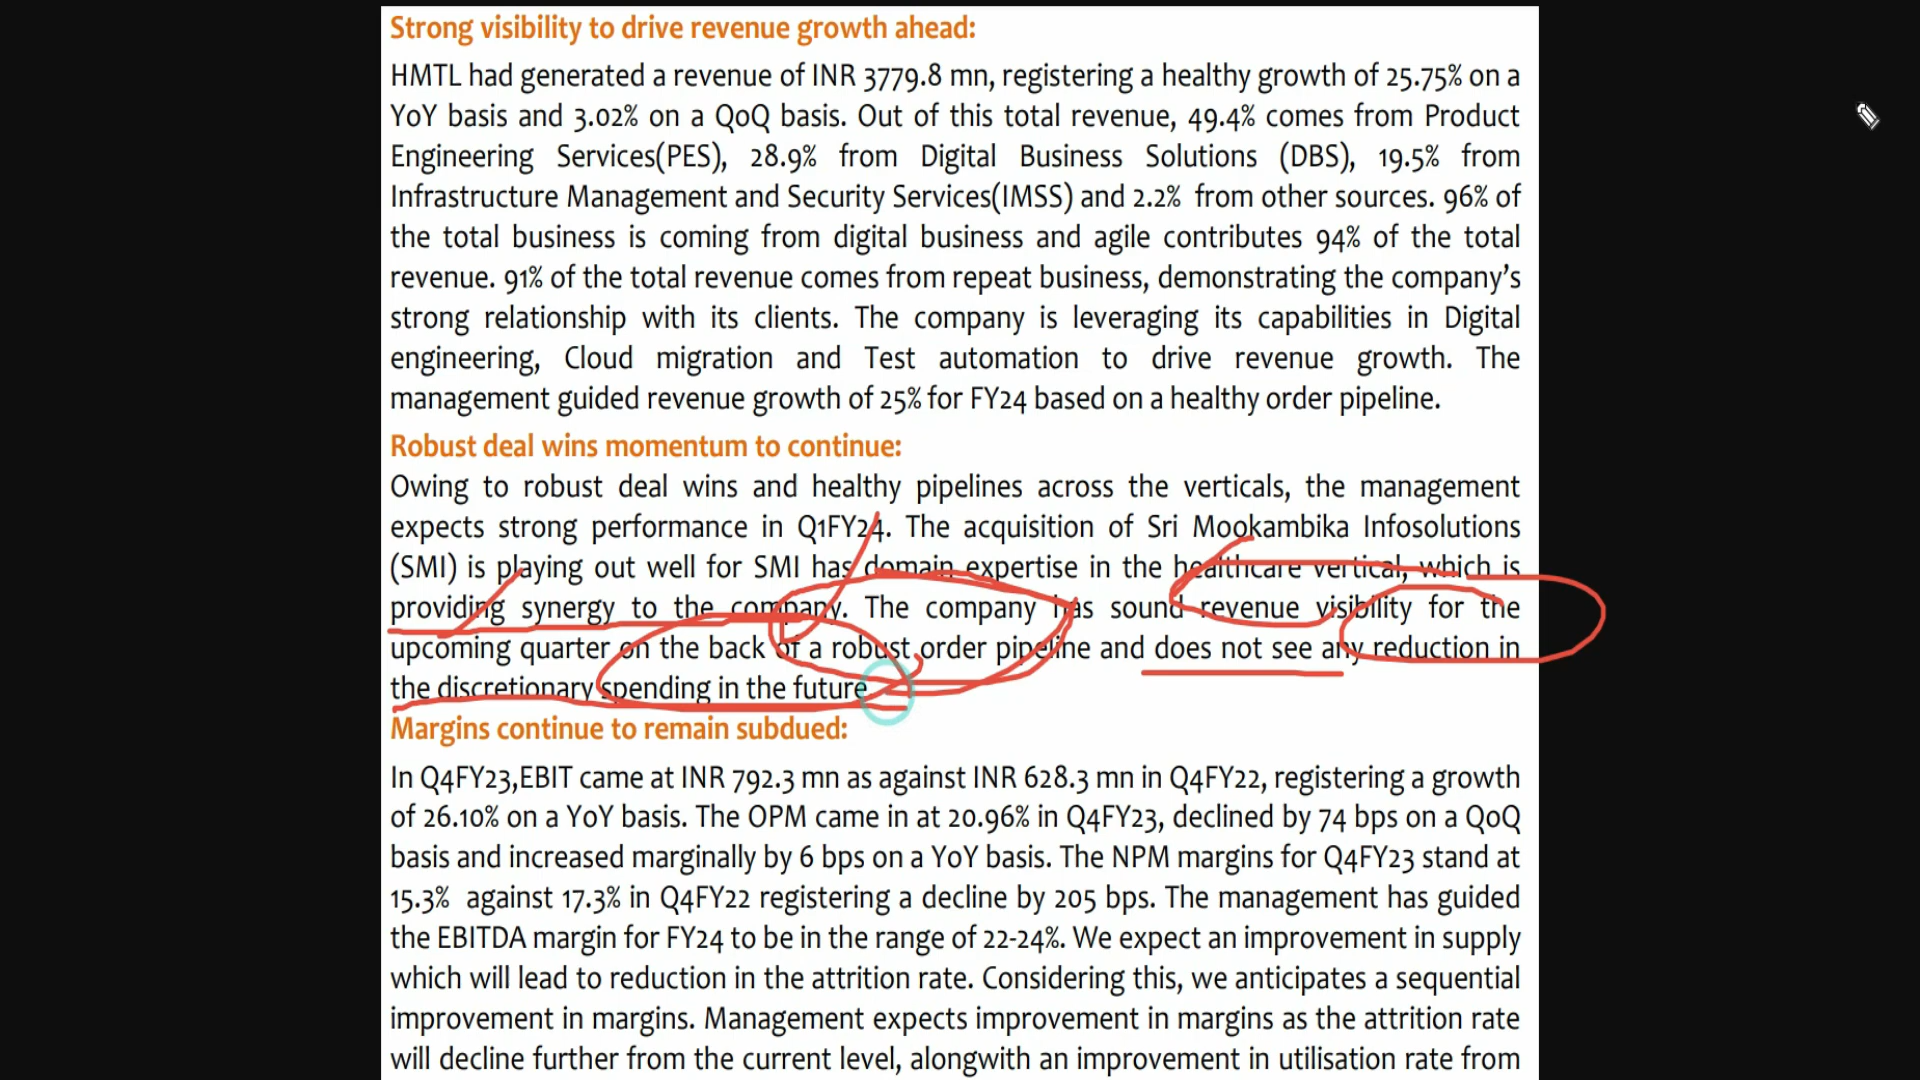 Strong visibility to drive revenue growth ahead:
HMTL had generated a revenue of INR 3779.8 mn, registering a healthy growth of 25.75% on a
YoY basis and 3.02% on a QoQ basis. Out of this total revenue, 49.4% comes from Product
Engineering Services(PES), 28.9% from Digital Business Solutions (DBS), 19.5% from
Infrastructure Management and Security Services(IMSS) and 2.2% from other sources. 96% of
the total business is coming from digital business and agile contributes 94% of the total
revenue. 91% of the total revenue comes from repeat business, demonstrating the company's
strong relationship with its clients. The company is leveraging its capabilities in Digital
engineering, Cloud migration and Test automation to drive revenue growth. The
management guided revenue growth of 25% for FY24 based on a healthy order pipeline.
Robust deal wins momentum to continue:
Owing to robust deal wins and healthy pipelines across the verticals, the management
expects strong performance in Q1FY24. The acquisition of Sri Mookambika Infosolutions
(SMI) is playing out well for SMI has domain expertise in the healthcare vertical, which is
providing synergy to the company. The company has sound revenue visibility for the
upcoming quarter on the back of a robust order pipeline and does not see any reduction in
the discretionary spending in the future.
Margins continue to remain subdued:
In Q4FY23,EBIT came at INR 792.3 mn as against INR 628.3 mn in Q4FY22, registering a growth
of 26.10% on a YoY basis. The OPM came in at 20.96% in Q4FY23, declined by 74 bps on a QoQ
basis and increased marginally by 6 bps on a YoY basis. The NPM margins for Q4FY23 stand at
15.3% against 17.3% in Q4FY22 registering a decline by 205 bps. The management has guided
the EBITDA margin for FY24 to be in the range of 22-24%. We expect an improvement in supply
which will lead to reduction in the attrition rate. Considering this, we anticipates a sequential
improvement in margins. Management expects improvement in margins as the attrition rate
will decline further from the current level, alongwith an improvement in utilisation rate from